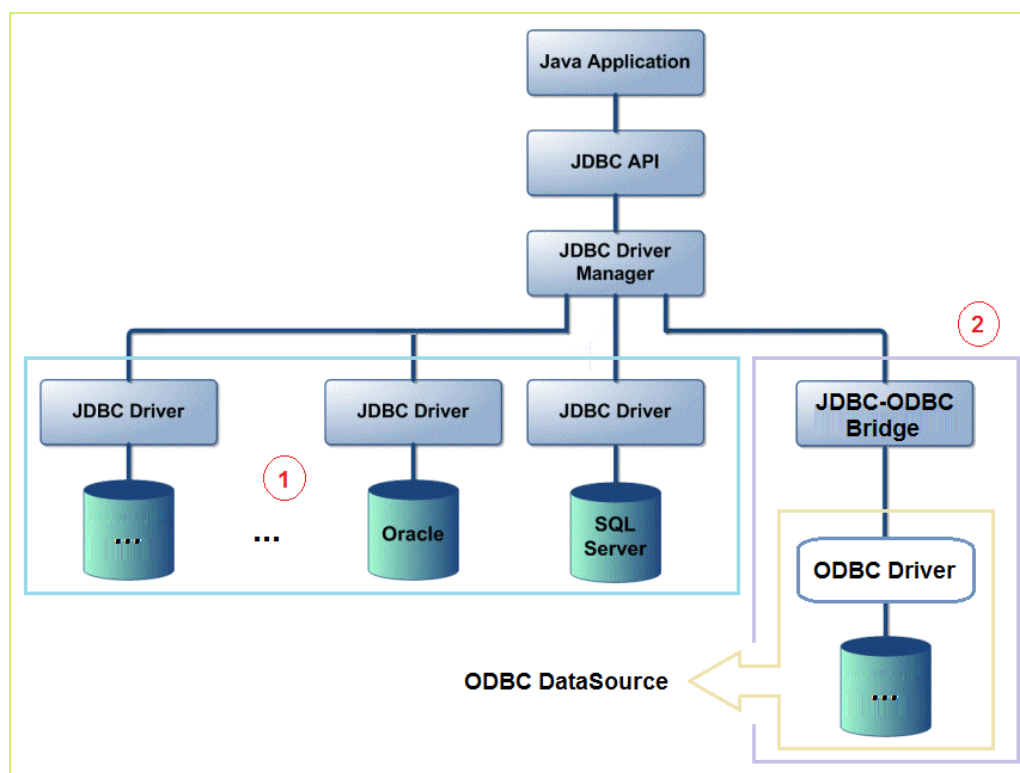 Java Application
JDBC API
JDBC Driver
Manager
2
JDBC Driver
JDBC Driver
JDBC Driver
JDBC-ODBC
Bridge
1
...
...
Oracle
SQL
Server
ODBC Driver
...
ODBC DataSource